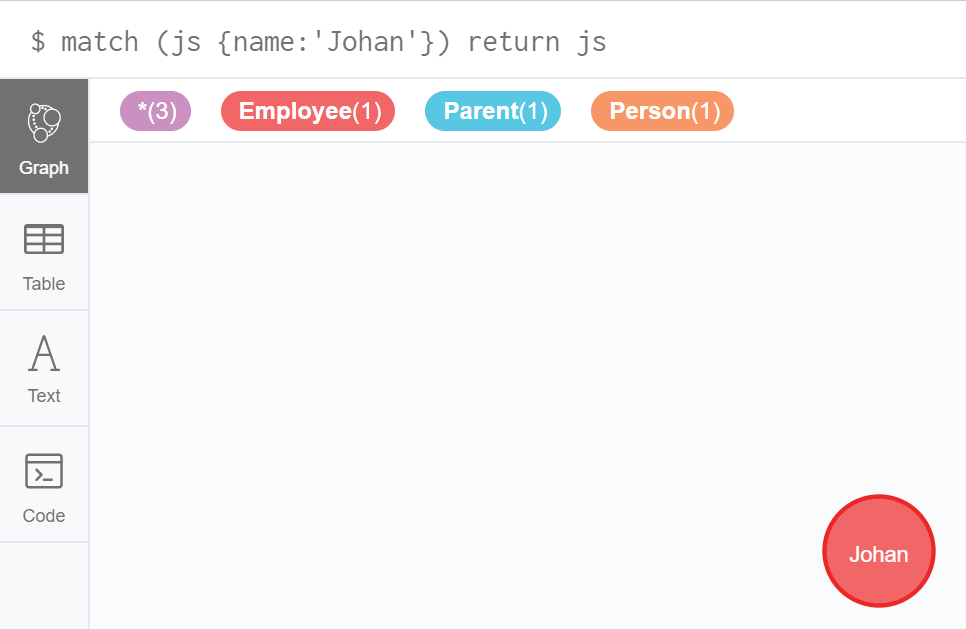 $ match (js {name:'Johan'}) return js
*(3) Employee(1) Parent(1) Person(1)
Graph
Table
Text
Code
Johan